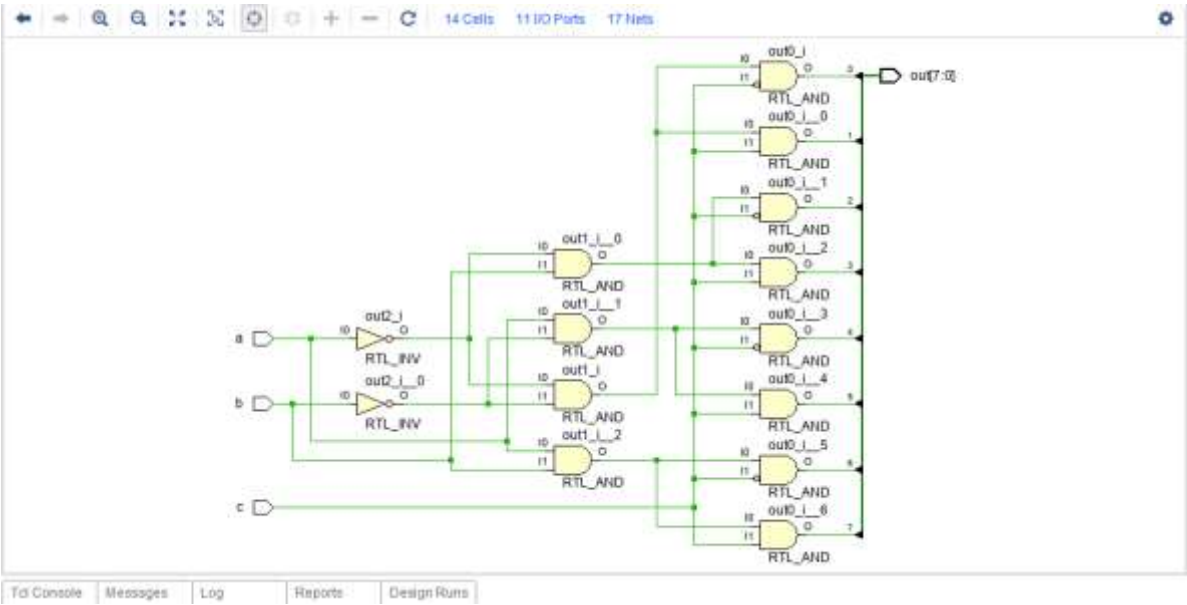 14 Cells 11 I/O Ports 17 Nets
out0_i
I0
I1
O
RTL_AND
0
out[7:0]
out0_i__0
I0
I1
O
RTL_AND
1
out0_i__1
I0
I1
O
RTL_AND
2
out1_i__0
I0
I1
O
RTL_AND
out0_i__2
I0
I1
O
RTL_AND
3
out1_i__1
I0
I1
O
RTL_AND
out0_i__3
I0
I1
O
RTL_AND
4
a
out2_i
I0
O
RTL_INV
out1_i
I0
I1
O
RTL_AND
out0_i__4
I0
I1
O
RTL_AND
5
b
out2_i__0
I0
O
RTL_INV
out1_i__2
I0
I1
O
RTL_AND
out0_i__5
I0
I1
O
RTL_AND
6
c
out0_i__6
I0
I1
O
RTL_AND
7
Tcl Console Messages Log Reports Design Runs